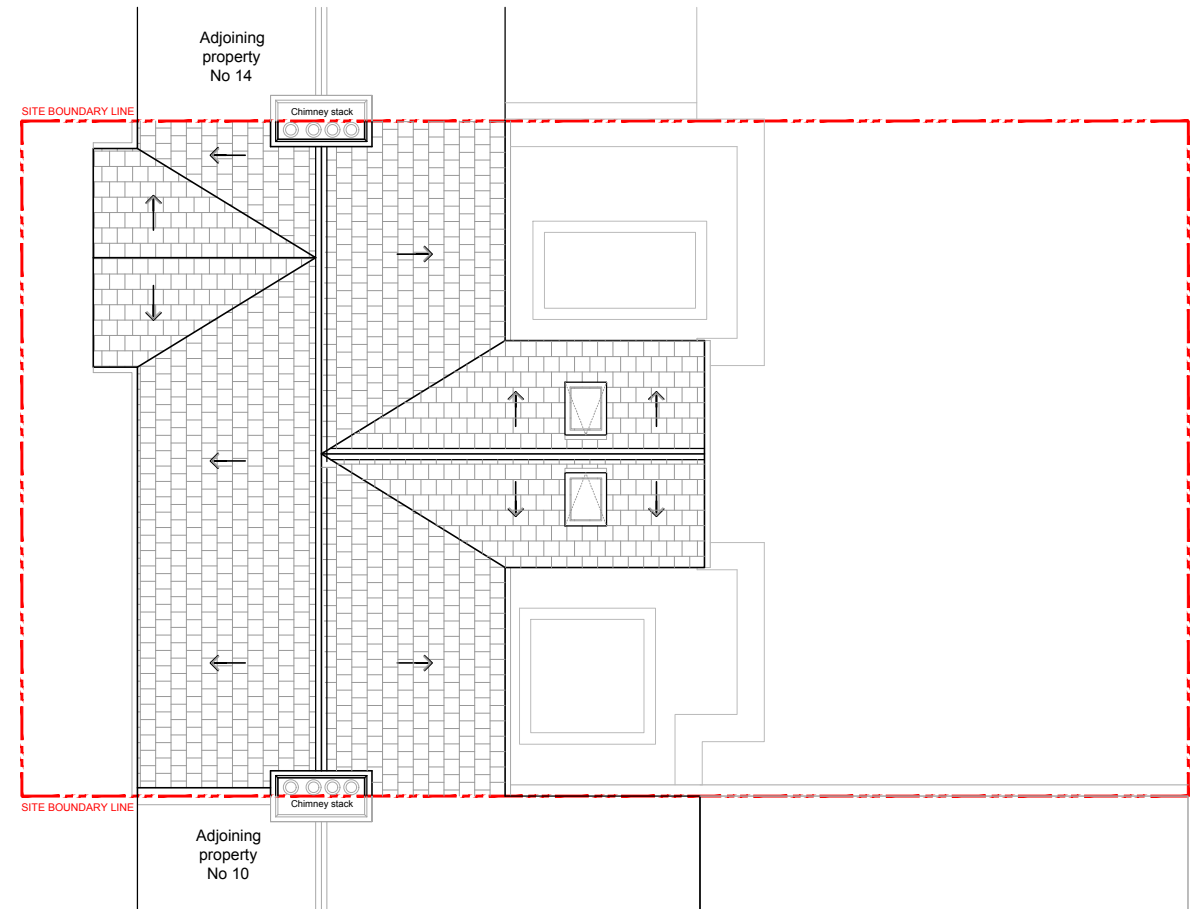 Adjoining
property
No 14
SITE BOUNDARY LINE
Chimney stack
SITE BOUNDARY LINE
Chimney stack
Adjoining
property
No 10